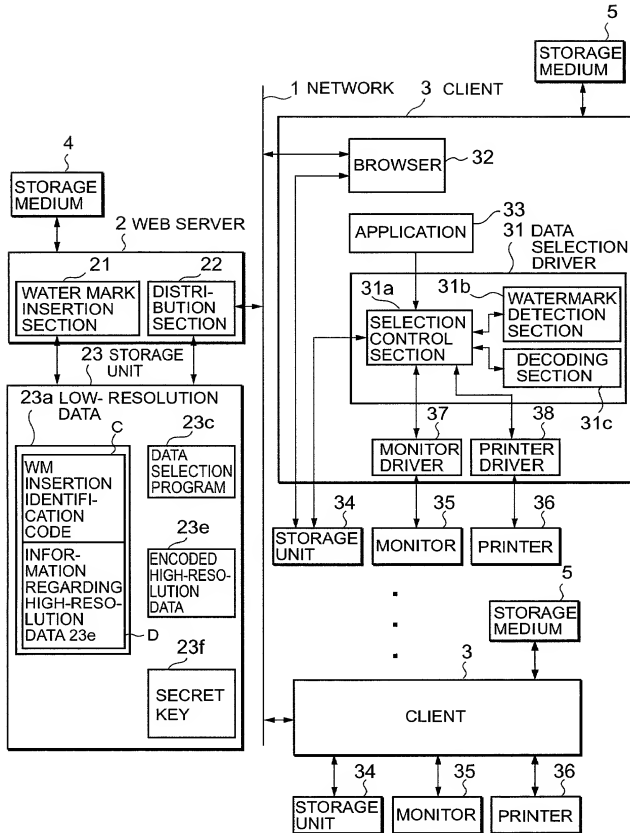 5
STORAGE
MEDIUM
1 NETWORK
3 CLIENT
4
STORAGE
MEDIUM
BROWSER
32
2 WEB SERVER
33
APPLICATION
31 DATA
SELECTION
DRIVER
21
22
WATER MARK
INSERTION
SECTION
DISTRI-
BUTION
SECTION
31a
31b
SELECTION
CONTROL
SECTION
WATERMARK
DETECTION
SECTION
DECODING
SECTION
31c
23 STORAGE
UNIT
23a LOW- RESOLUTION
DATA
C
23c
WM
INSERTION
IDENTIFI-
CATION
CODE
DATA
SELECTION
PROGRAM
37
38
MONITOR
DRIVER
PRINTER
DRIVER
34
35
36
STORAGE
UNIT
MONITOR
PRINTER
INFOR-
MATION
REGARDING
HIGH-RESO-
LUTION
DATA 23e
D
23e
ENCODED
HIGH-RESO-
LUTION
DATA
5
STORAGE
MEDIUM
23f
SECRET
KEY
3
CLIENT
34
35
36
STORAGE
UNIT
MONITOR
PRINTER